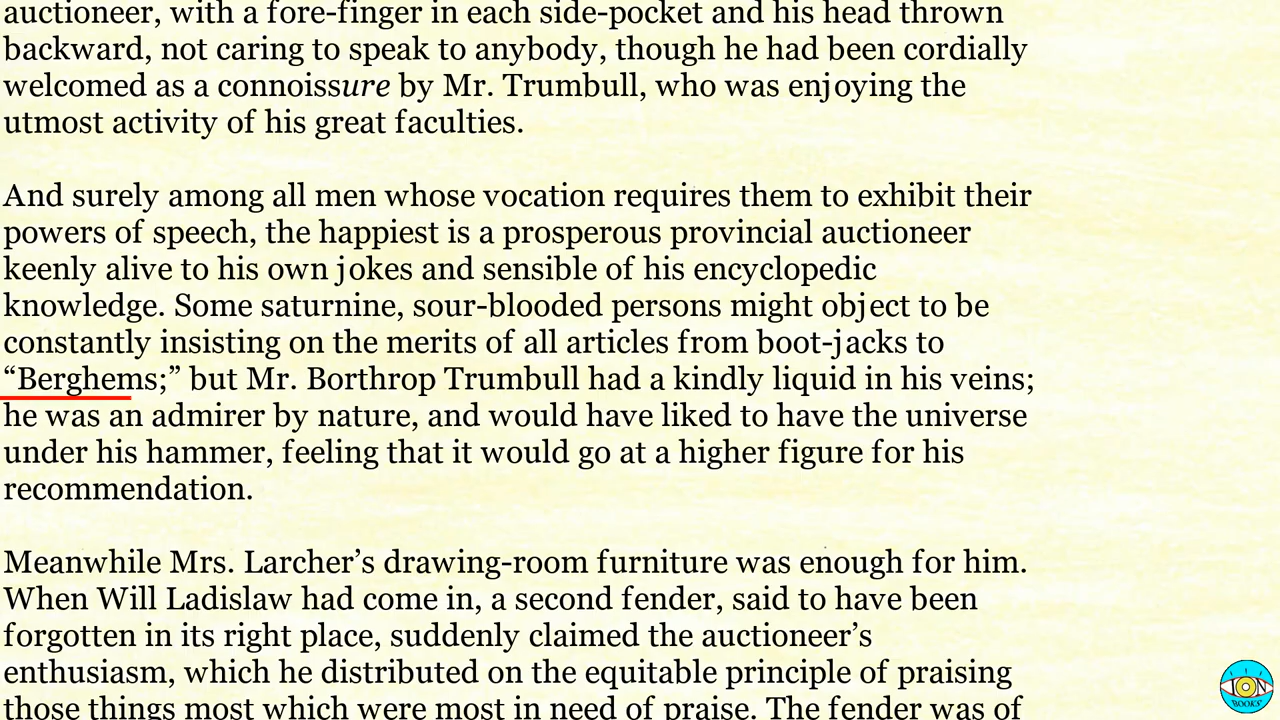 auctioneer, with a fore-finger in each side-pocket and his head thrown
backward, not caring to speak to anybody, though he had been cordially
welcomed as a connoissure by Mr. Trumbull, who was enjoying the
utmost activity of his great faculties.
And surely among all men whose vocation requires them to exhibit their
powers of speech, the happiest is a prosperous provincial auctioneer
keenly alive to his own jokes and sensible of his encyclopedic
knowledge. Some saturnine, sour-blooded persons might object to be
constantly insisting on the merits of all articles from boot-jacks to
“Berghems;” but Mr. Borthrop Trumbull had a kindly liquid in his veins;
he was an admirer by nature, and would have liked to have the universe
under his hammer, feeling that it would go at a higher figure for his
recommendation.
Meanwhile Mrs. Larcher’s drawing-room furniture was enough for him.
When Will Ladislaw had come in, a second fender, said to have been
forgotten in its right place, suddenly claimed the auctioneer’s
enthusiasm, which he distributed on the equitable principle of praising
those things most which were most in need of praise. The fender was of
ION
BOOKS